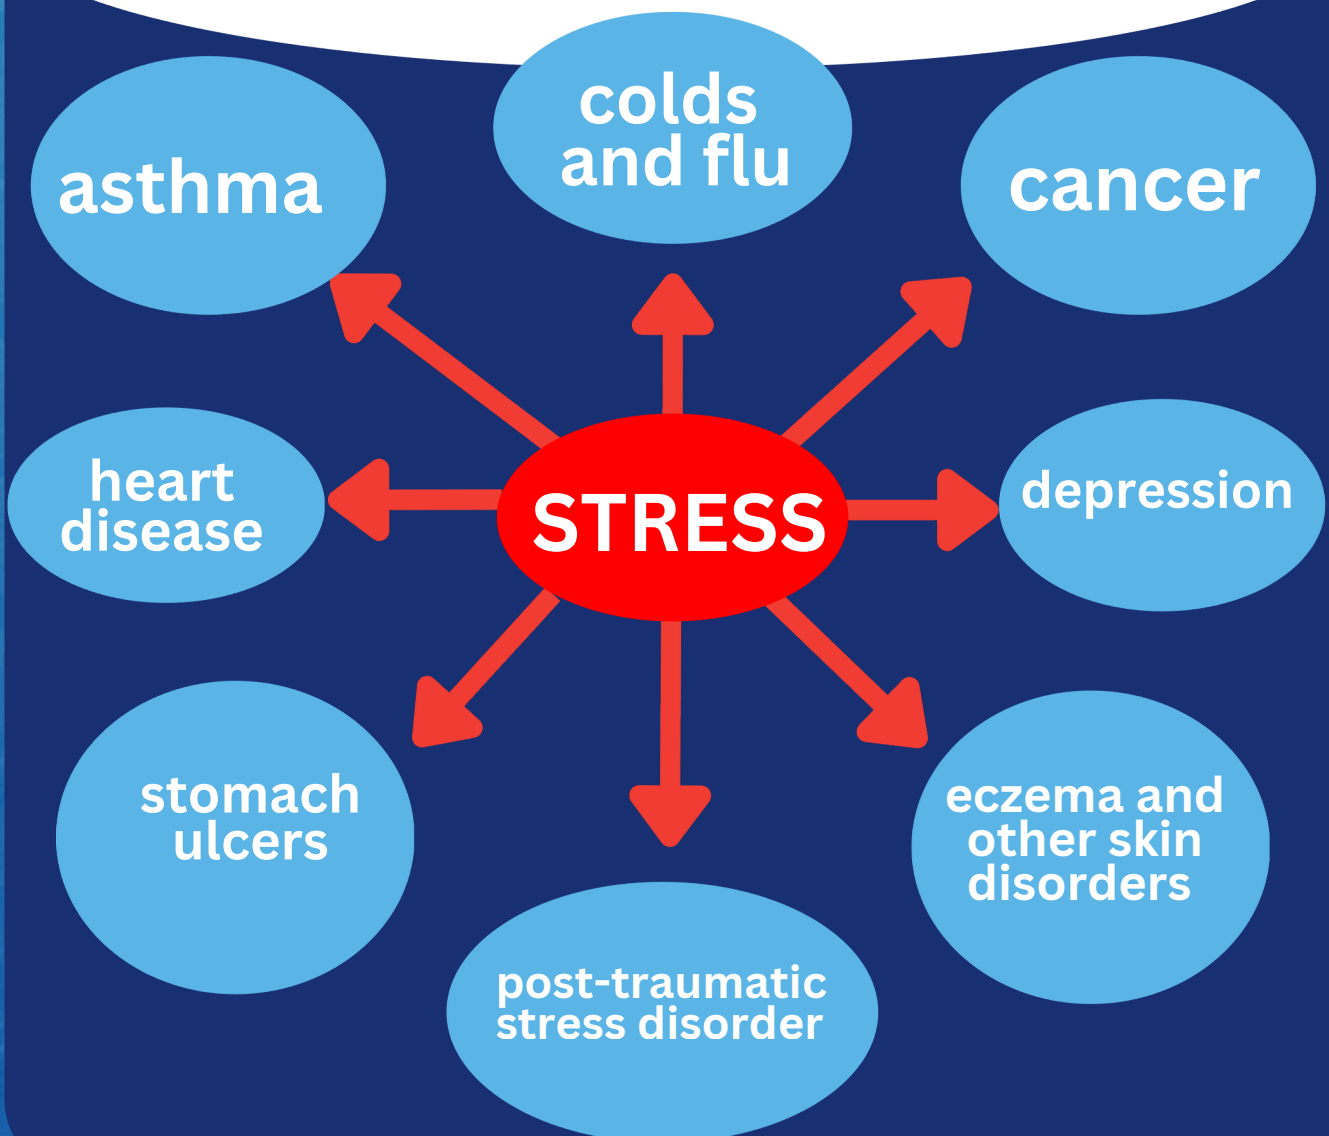 colds
and flu
asthma
cancer
heart
disease
STRESS
depression
stomach
ulcers
eczema and
other skin
disorders
post-traumatic
stress disorder